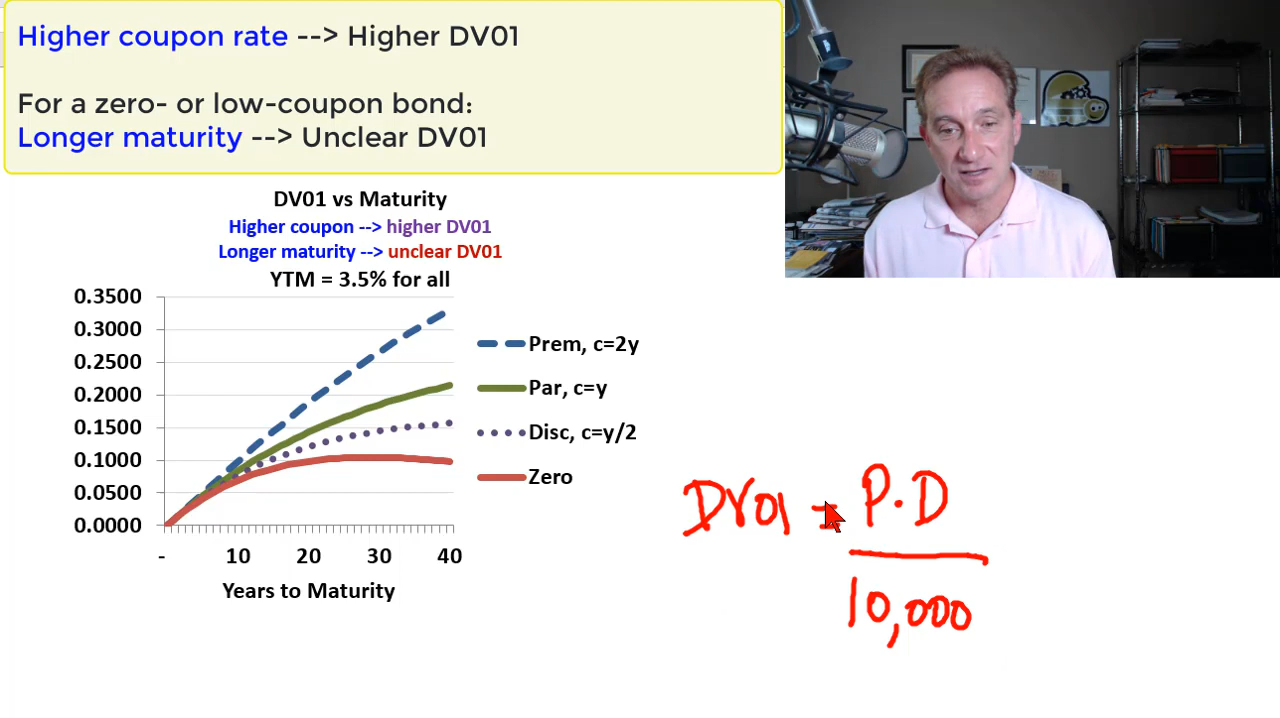 Higher coupon rate --> Higher DV01
For a zero- or low-coupon bond:
Longer maturity --> Unclear DV01
DV01 vs Maturity
Higher coupon --> higher DV01
Longer maturity --> unclear DV01
YTM = 3.5% for all
0.3500
0.3000
0.2500
0.2000
0.1500
0.1000
0.0500
0.0000
- 10 20 30 40
Years to Maturity
Prem, c=2y
Par, c=y
Disc, c=y/2
Zero
DV01 = P.D
10,000